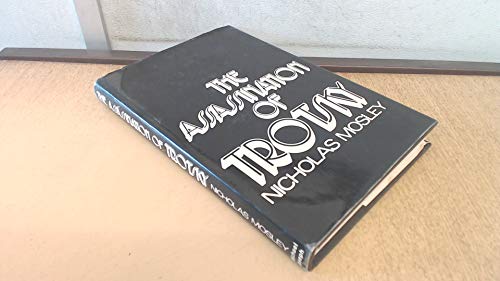 THE
ASSASSINATION
OF
TROTSKY
NICHOLAS MOSLEY
THE ASSASSINATION OF TROTSKY NICHOLAS MOSLEY